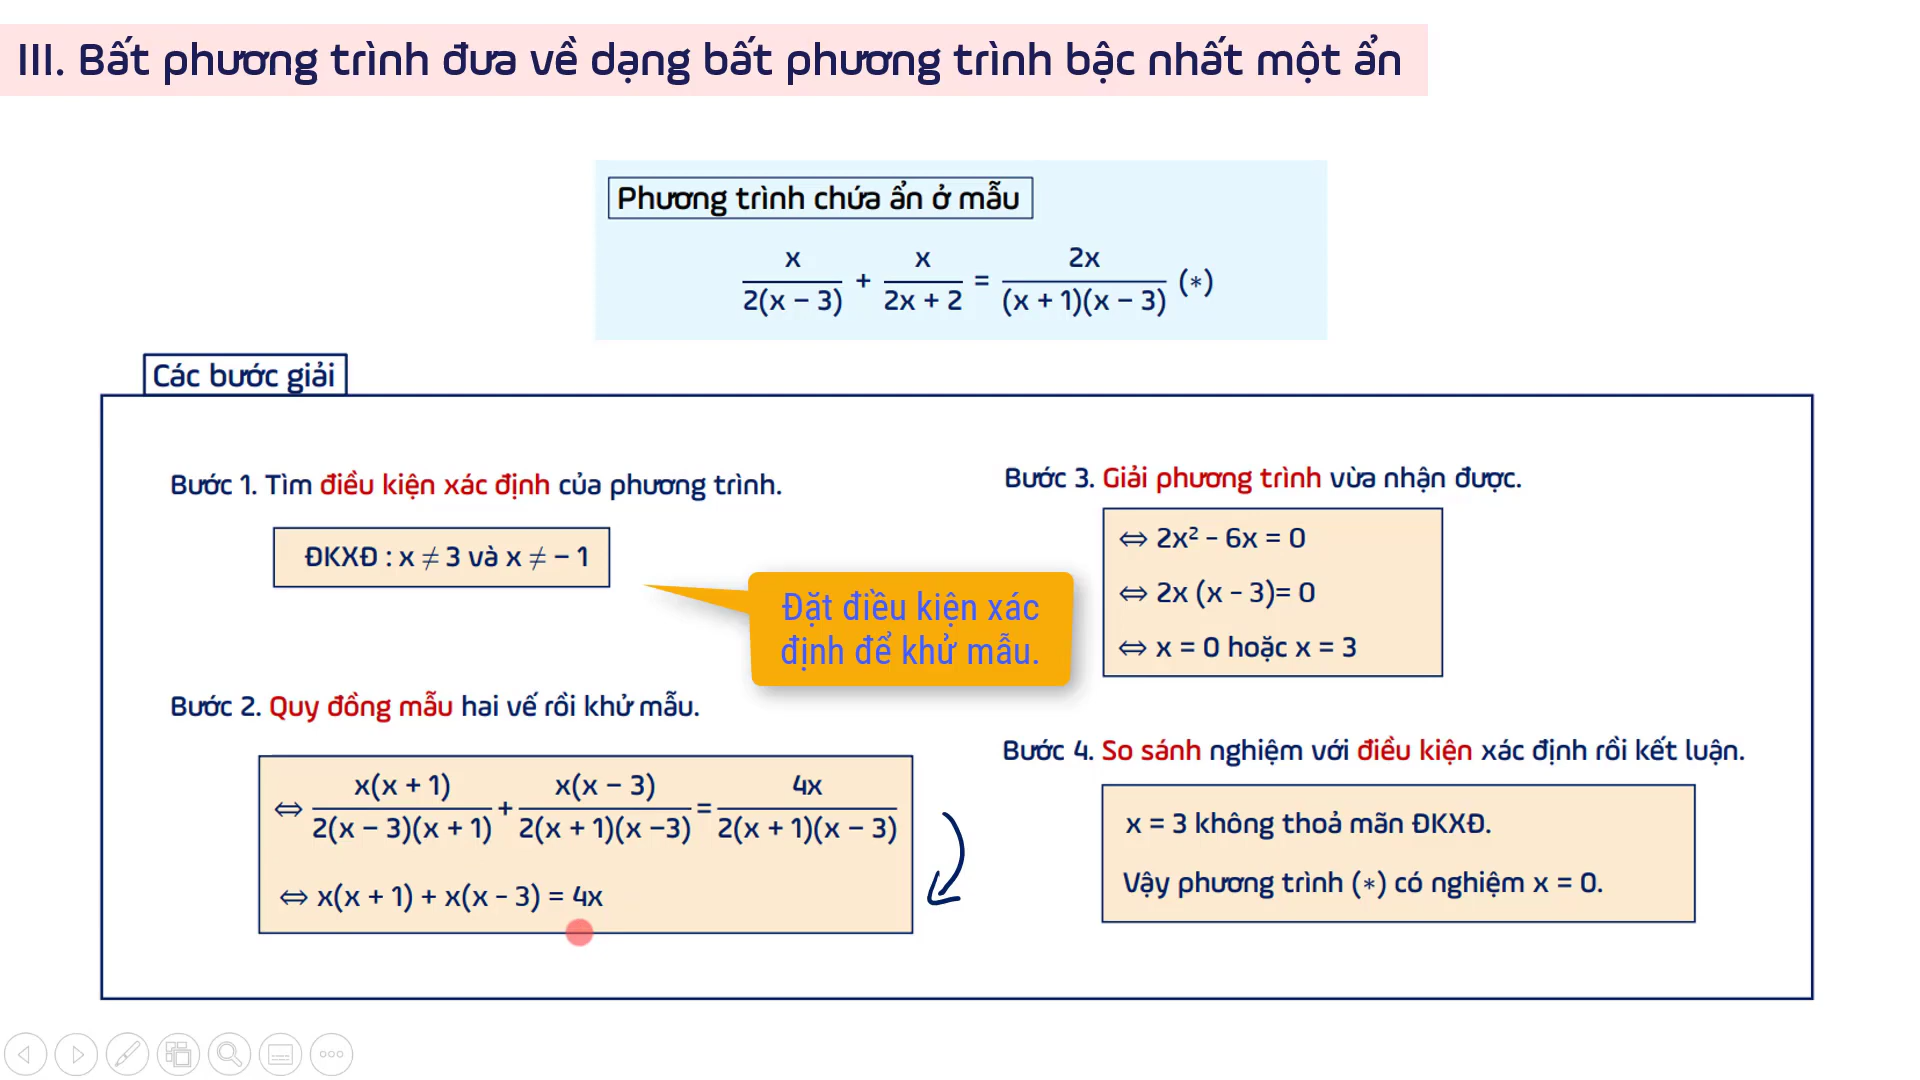 III. Bất phương trình đưa về dạng bất phương trình bậc nhất một ẩn
Phương trình chứa ẩn ở mẫu
x/(2(x − 3)) + x/(2x + 2) = 2x/((x + 1)(x − 3)) (∗)
Các bước giải
Bước 1. Tìm điều kiện xác định của phương trình.
ĐKXĐ : x ≠ 3 và x ≠ − 1
Đặt điều kiện xác
định để khử mẫu.
Bước 2. Quy đồng mẫu hai vế rồi khử mẫu.
⇔ x(x + 1)/(2(x − 3)(x + 1)) + x(x − 3)/(2(x + 1)(x −3)) = 4x/(2(x + 1)(x − 3))
⇔ x(x + 1) + x(x - 3) = 4x
Bước 3. Giải phương trình vừa nhận được.
⇔ 2x² - 6x = 0
⇔ 2x (x - 3)= 0
⇔ x = 0 hoặc x = 3
Bước 4. So sánh nghiệm với điều kiện xác định rồi kết luận.
x = 3 không thoả mãn ĐKXĐ.
Vậy phương trình (∗) có nghiệm x = 0.